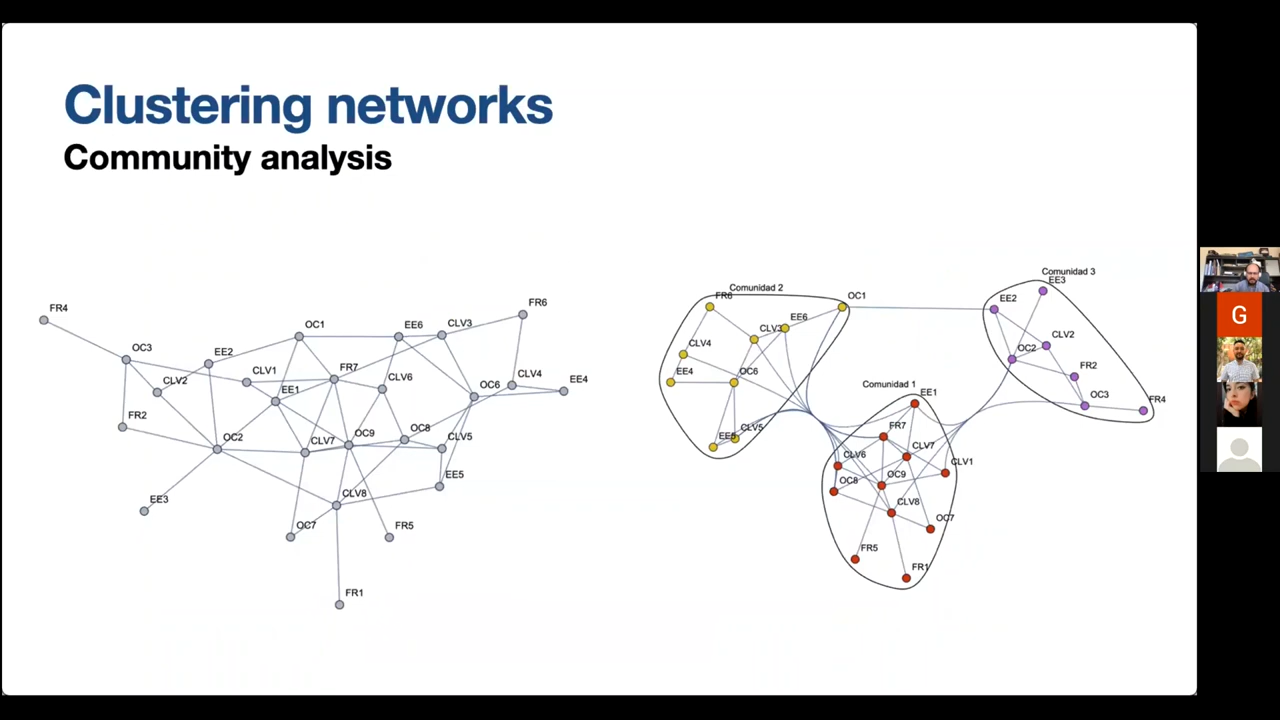 Clustering networks
Community analysis
FR4
OC3
EE2
CLV2
FR2
OC2
EE3
CLV1
EE1
OC1
FR7
CLV7
OC9
CLV6
OC8
EE6
CLV3
FR6
CLV4
EE4
OC6
CLV5
EE5
CLV8
OC7
FR5
FR1
Comunidad 2
FR6
OC1
CLV3
EE6
CLV4
EE4
OC6
CLV5
EE5
Comunidad 3
EE3
EE2
CLV2
OC2
FR2
OC3
FR4
Comunidad 1
EE1
FR7
CLV7
CLV6
CLV1
OC8
OC9
CLV8
OC7
FR5
FR1
G